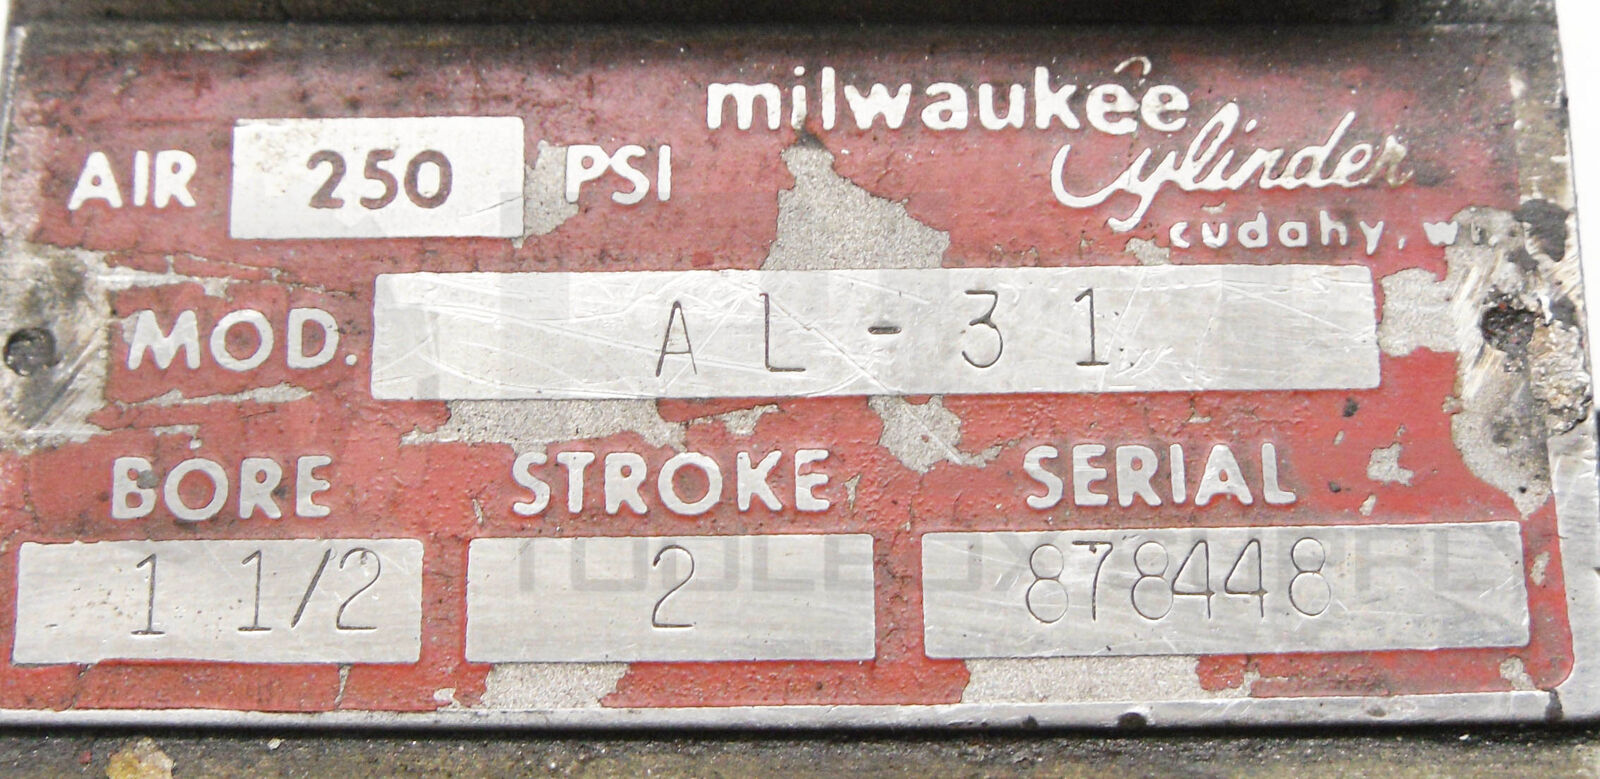 milwaukee
Cylinder
cudahy, wi
AIR 250 PSI
MOD. AL-31
BORE STROKE SERIAL
1 1/2 2 878448